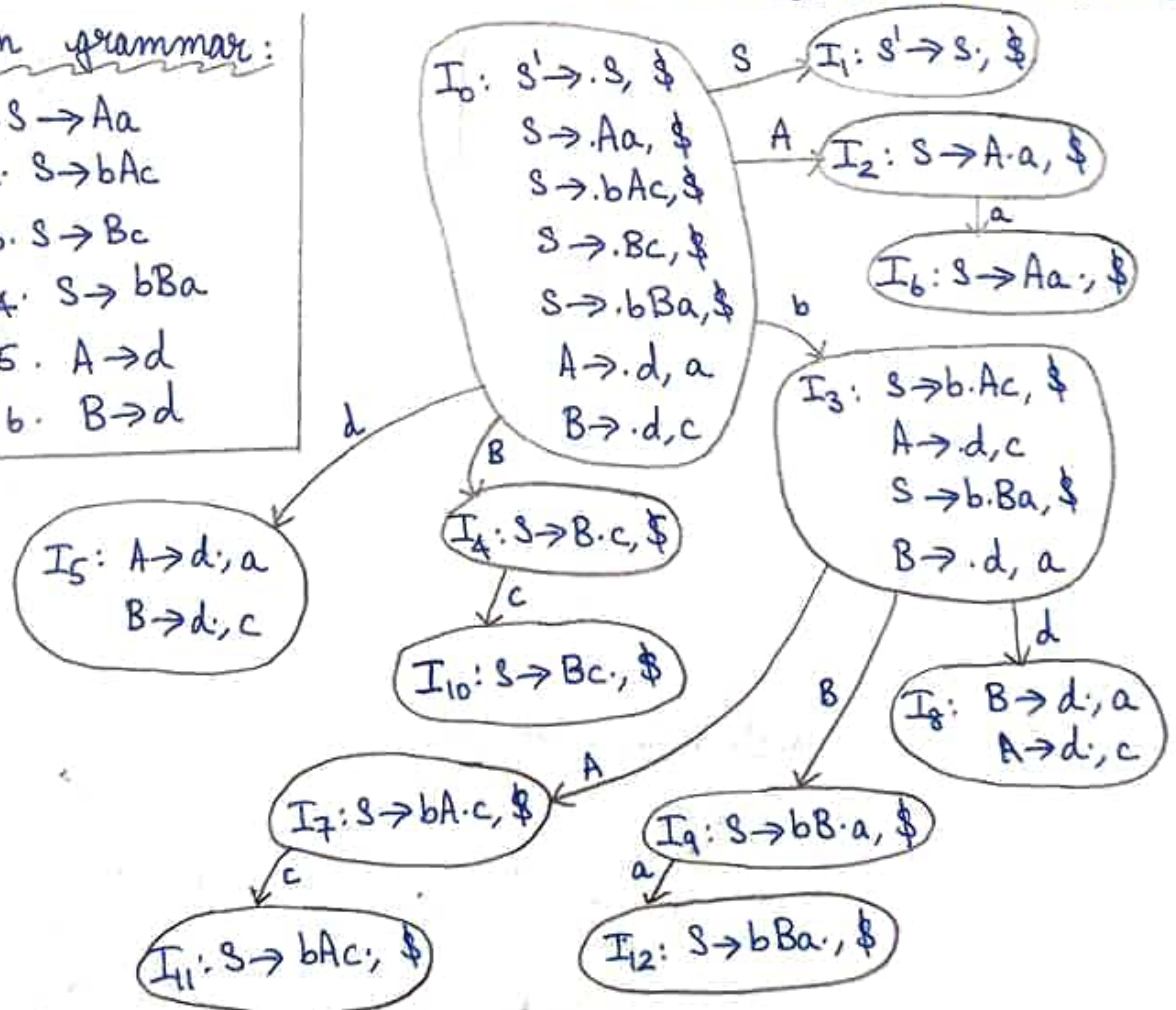 n grammar:
S → Aa
. S → bAc
. S → Bc
4. S → bBa
5. A → d
6. B → d
I0: S' → .S, $
S → .Aa, $
S → .bAc, $
S → .Bc, $
S → .bBa, $
A → .d, a
B → .d, c
S
I1: S' → S., $
A
I2: S → A.a, $
a
I6: S → Aa., $
b
I3: S → b.Ac, $
A → .d, c
S → b.Ba, $
B → .d, a
d
I5: A → d., a
B → d., c
B
I4: S → B.c, $
c
I10: S → Bc., $
d
I8: B → d., a
A → d., c
B
A
I7: S → bA.c, $
c
I11: S → bAc., $
I9: S → bB.a, $
a
I12: S → bBa., $